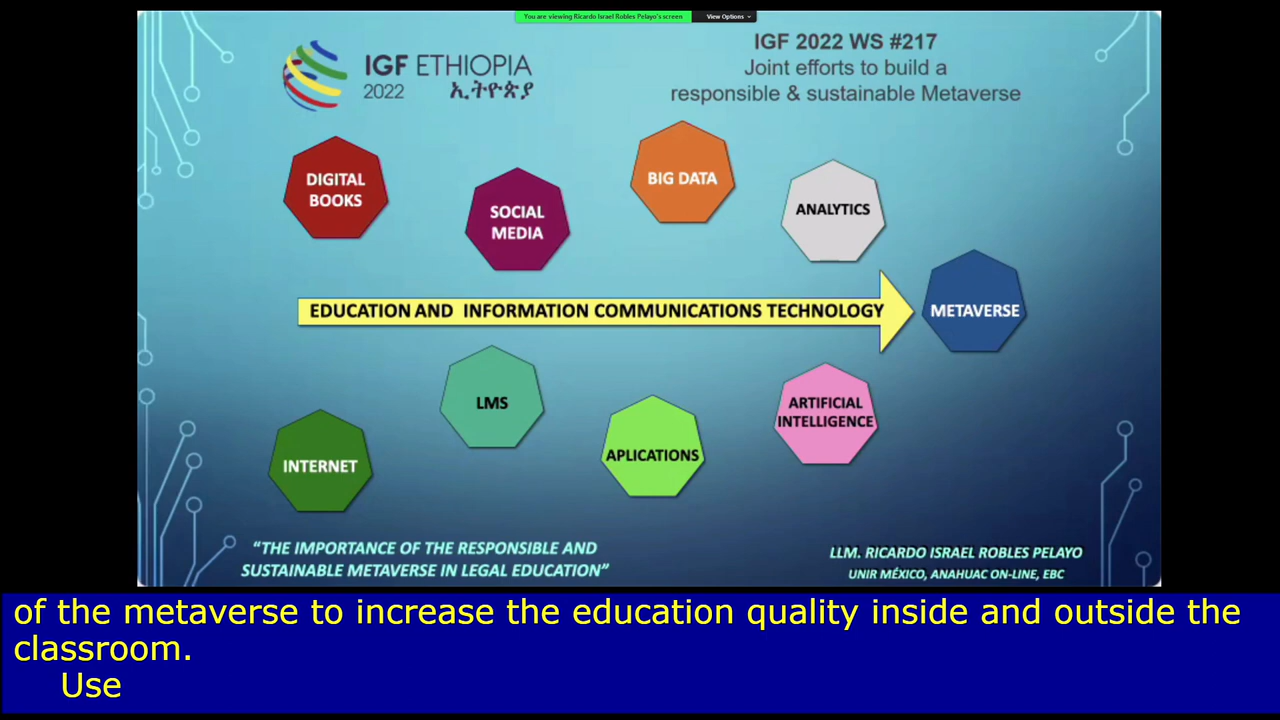 You are viewing Ricardo Israel Robles Pelayo's screen
View Options
IGF ETHIOPIA
2022 ኢትዮጵያ
IGF 2022 WS #217
Joint efforts to build a
responsible & sustainable Metaverse
DIGITAL
BOOKS
SOCIAL
MEDIA
BIG DATA
ANALYTICS
EDUCATION AND INFORMATION COMMUNICATIONS TECHNOLOGY
METAVERSE
INTERNET
LMS
APLICATIONS
ARTIFICIAL
INTELLIGENCE
“THE IMPORTANCE OF THE RESPONSIBLE AND
SUSTAINABLE METAVERSE IN LEGAL EDUCATION”
LLM. RICARDO ISRAEL ROBLES PELAYO
UNIR MÉXICO, ANAHUAC ON-LINE, EBC
of the metaverse to increase the education quality inside and outside the
classroom.
Use